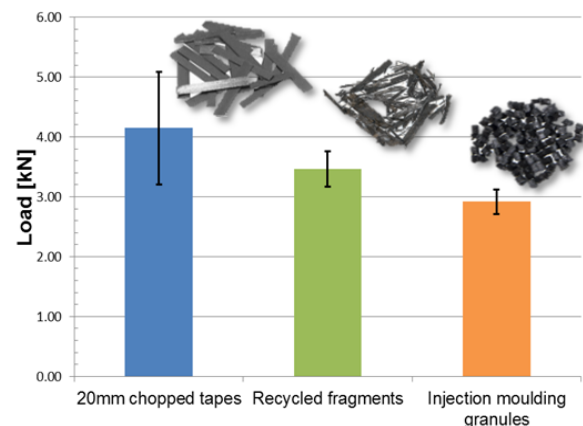 6.00
5.00
4.00
3.00
2.00
1.00
0.00
Load [kN]
20mm chopped tapes
Recycled fragments
Injection moulding
granules